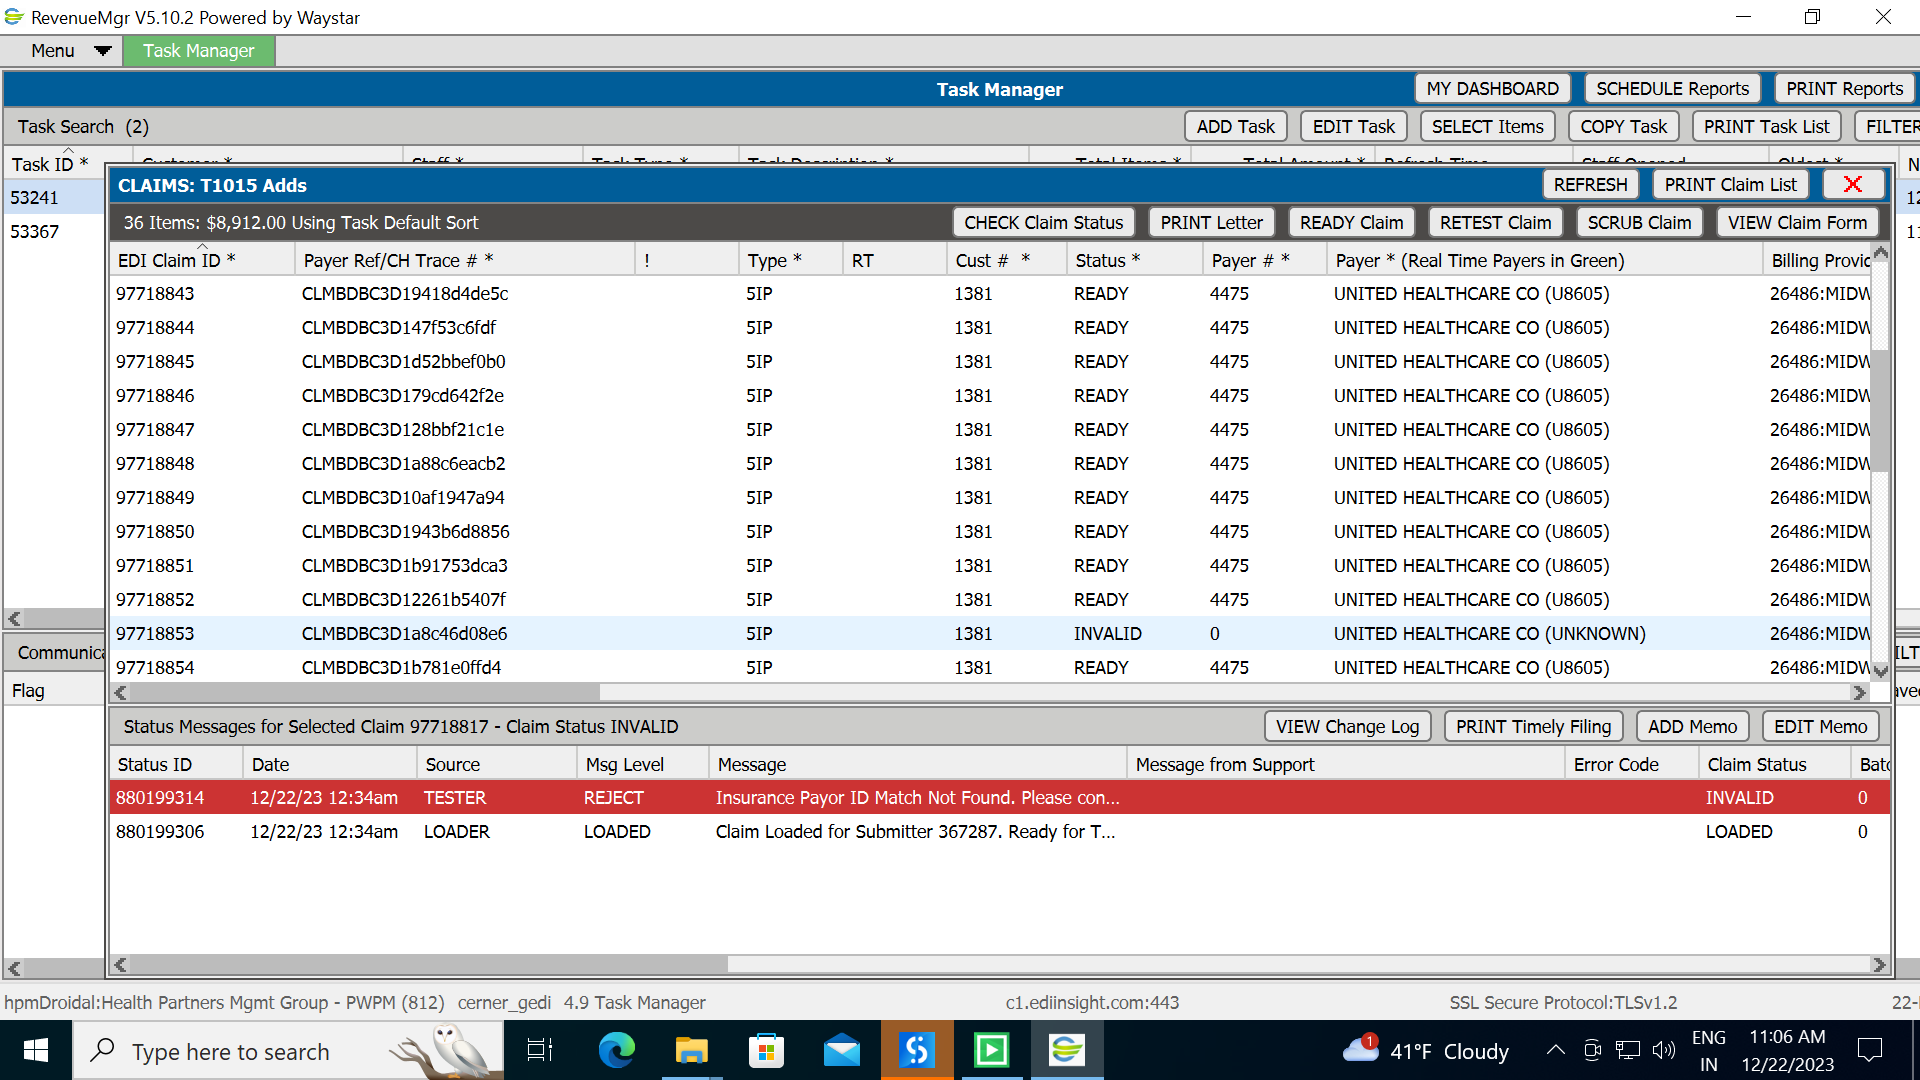 RevenueMgr V5.10.2 Powered by Waystar
Menu Task Manager
Task Manager MY DASHBOARD SCHEDULE Reports PRINT Reports
Task Search (2) ADD Task EDIT Task SELECT Items COPY Task PRINT Task List FILTER
Task ID * Customer * Staff * Task Type * Task Description * Total Items * Total Amount * Refresh Time Staff Opened Oldest * N
53241
53367
CLAIMS: T1015 Adds REFRESH PRINT Claim List X
36 Items: $8,912.00 Using Task Default Sort CHECK Claim Status PRINT Letter READY Claim RETEST Claim SCRUB Claim VIEW Claim Form
EDI Claim ID * Payer Ref/CH Trace # * ! Type * RT Cust # * Status * Payer # * Payer * (Real Time Payers in Green) Billing Provid
97718843 CLMBDBC3D19418d4de5c 5IP 1381 READY 4475 UNITED HEALTHCARE CO (U8605) 26486:MIDW
97718844 CLMBDBC3D147f53c6fdf 5IP 1381 READY 4475 UNITED HEALTHCARE CO (U8605) 26486:MIDW
97718845 CLMBDBC3D1d52bbef0b0 5IP 1381 READY 4475 UNITED HEALTHCARE CO (U8605) 26486:MIDW
97718846 CLMBDBC3D179cd642f2e 5IP 1381 READY 4475 UNITED HEALTHCARE CO (U8605) 26486:MIDW
97718847 CLMBDBC3D128bbf21c1e 5IP 1381 READY 4475 UNITED HEALTHCARE CO (U8605) 26486:MIDW
97718848 CLMBDBC3D1a88c6eacb2 5IP 1381 READY 4475 UNITED HEALTHCARE CO (U8605) 26486:MIDW
97718849 CLMBDBC3D10af1947a94 5IP 1381 READY 4475 UNITED HEALTHCARE CO (U8605) 26486:MIDW
97718850 CLMBDBC3D1943b6d8856 5IP 1381 READY 4475 UNITED HEALTHCARE CO (U8605) 26486:MIDW
97718851 CLMBDBC3D1b91753dca3 5IP 1381 READY 4475 UNITED HEALTHCARE CO (U8605) 26486:MIDW
97718852 CLMBDBC3D12261b5407f 5IP 1381 READY 4475 UNITED HEALTHCARE CO (U8605) 26486:MIDW
97718853 CLMBDBC3D1a8c46d08e6 5IP 1381 INVALID 0 UNITED HEALTHCARE CO (UNKNOWN) 26486:MIDW
97718854 CLMBDBC3D1b781e0ffd4 5IP 1381 READY 4475 UNITED HEALTHCARE CO (U8605) 26486:MIDW
Communica
Flag
Status Messages for Selected Claim 97718817 - Claim Status INVALID VIEW Change Log PRINT Timely Filing ADD Memo EDIT Memo
Status ID Date Source Msg Level Message Message from Support Error Code Claim Status Batc
880199314 12/22/23 12:34am TESTER REJECT Insurance Payor ID Match Not Found. Please con... INVALID 0
880199306 12/22/23 12:34am LOADER LOADED Claim Loaded for Submitter 367287. Ready for T... LOADED 0
hpmDroidal:Health Partners Mgmt Group - PWPM (812) cerner_gedi 4.9 Task Manager c1.ediinsight.com:443 SSL Secure Protocol:TLSv1.2 22-
Type here to search 1 41°F Cloudy ENG IN 11:06 AM 12/22/2023